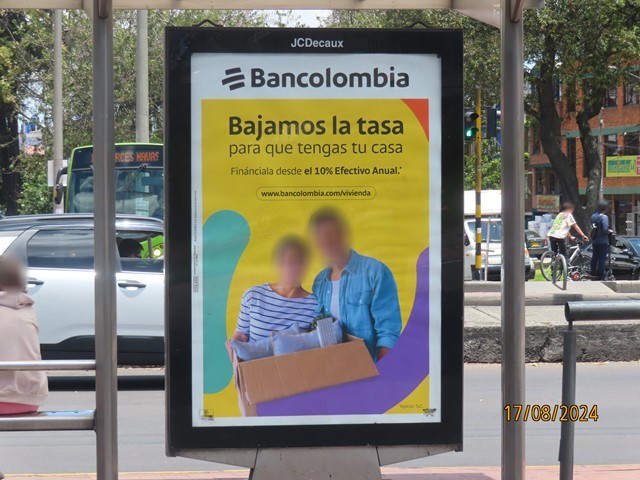 JCDecaux
Bancolombia
Bajamos la tasa
para que tengas tu casa
Fináncialа desde el 10% Efectivo Anual.*
www.bancolombia.com/vivienda
17/08/2024